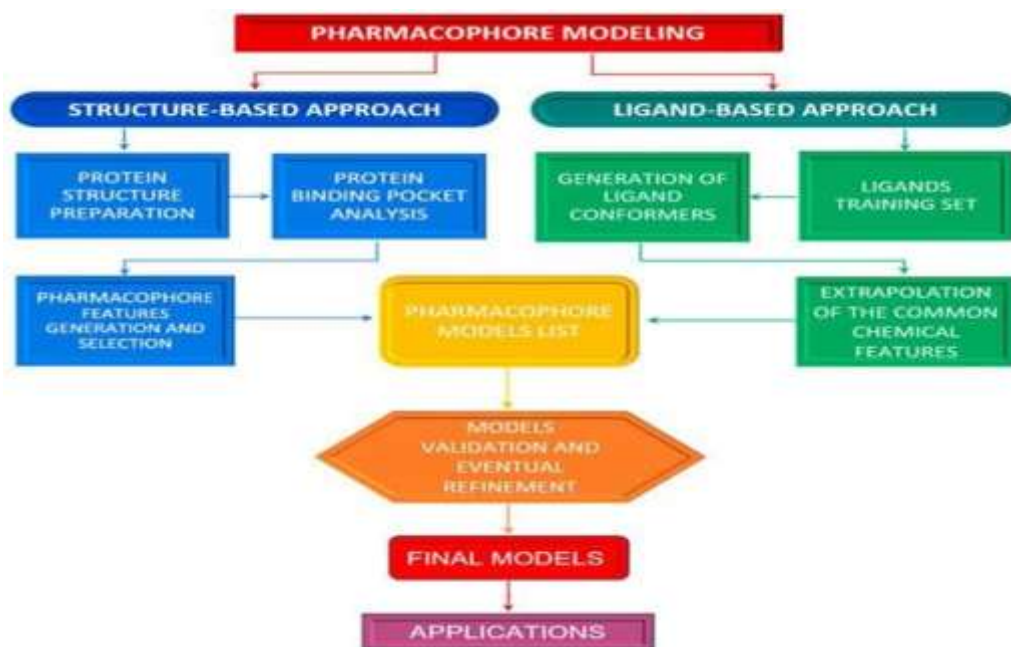 PHARMACOPHORE MODELING
STRUCTURE-BASED APPROACH
LIGAND-BASED APPROACH
PROTEIN
STRUCTURE
PREPARATION
PROTEIN
BINDING POCKET
ANALYSIS
GENERATION OF
LIGAND
CONFORMERS
LIGANDS
TRAINING SET
PHARMACOPHORE
FEATURES
GENERATION AND
SELECTION
PHARMACOPHORE
MODELS LIST
EXTRAPOLATION
OF THE COMMON
CHEMICAL
FEATURES
MODELS
VALIDATION AND
EVENTUAL
REFINEMENT
FINAL MODELS
APPLICATIONS